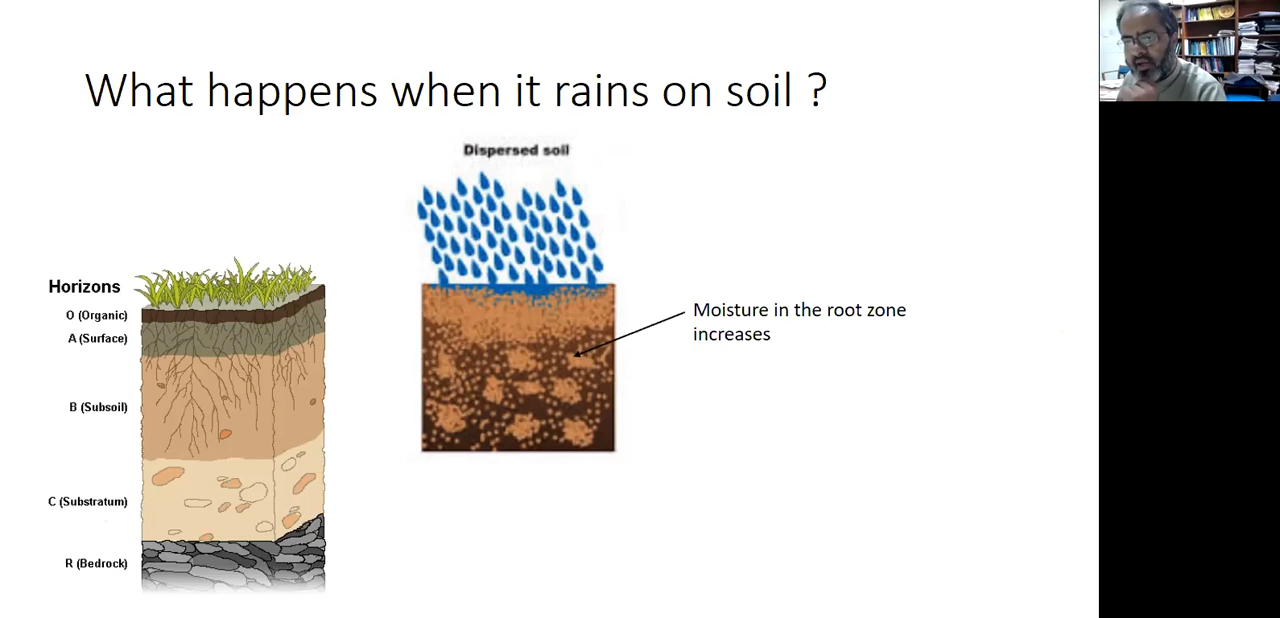 What happens when it rains on soil ?
Dispersed soil
Horizons
O (Organic)
A (Surface)
B (Subsoil)
C (Substratum)
R (Bedrock)
Moisture in the root zone
increases